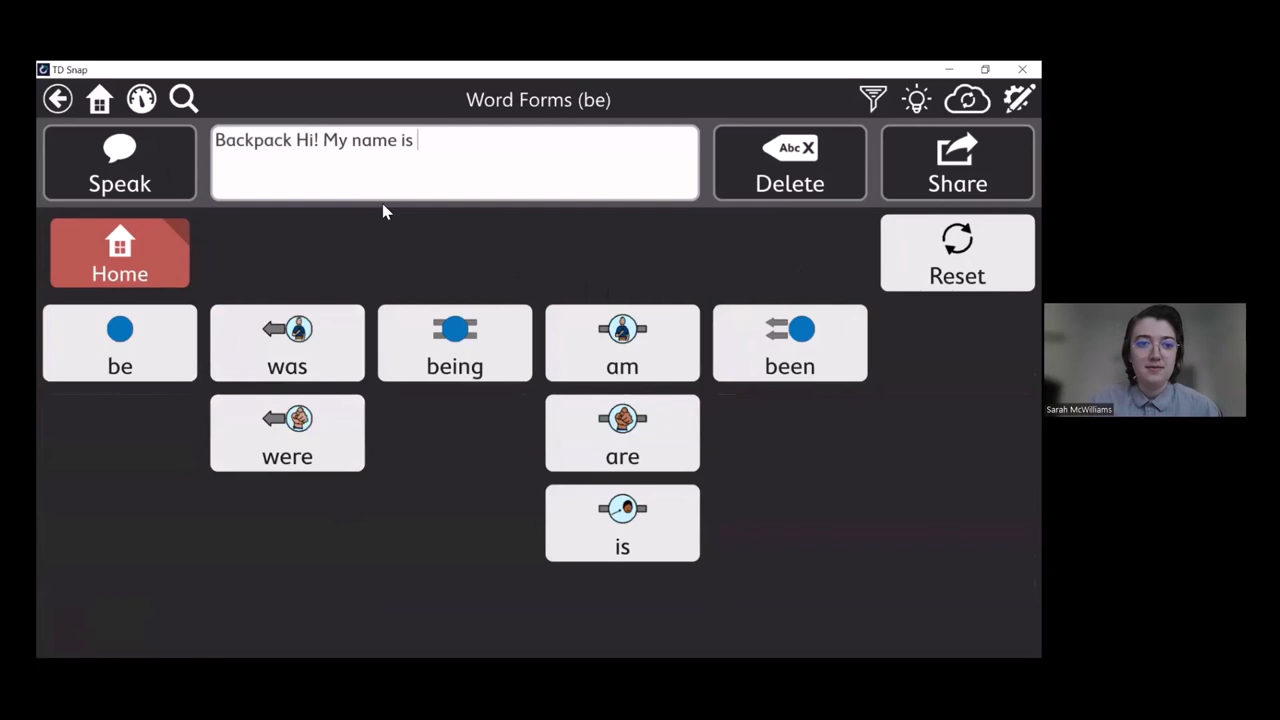 TD Snap
Word Forms (be)
Speak
Backpack Hi! My name is
Abc X
Delete
Share
Home
Reset
be
was
being
am
been
were
are
is
Sarah McWilliams